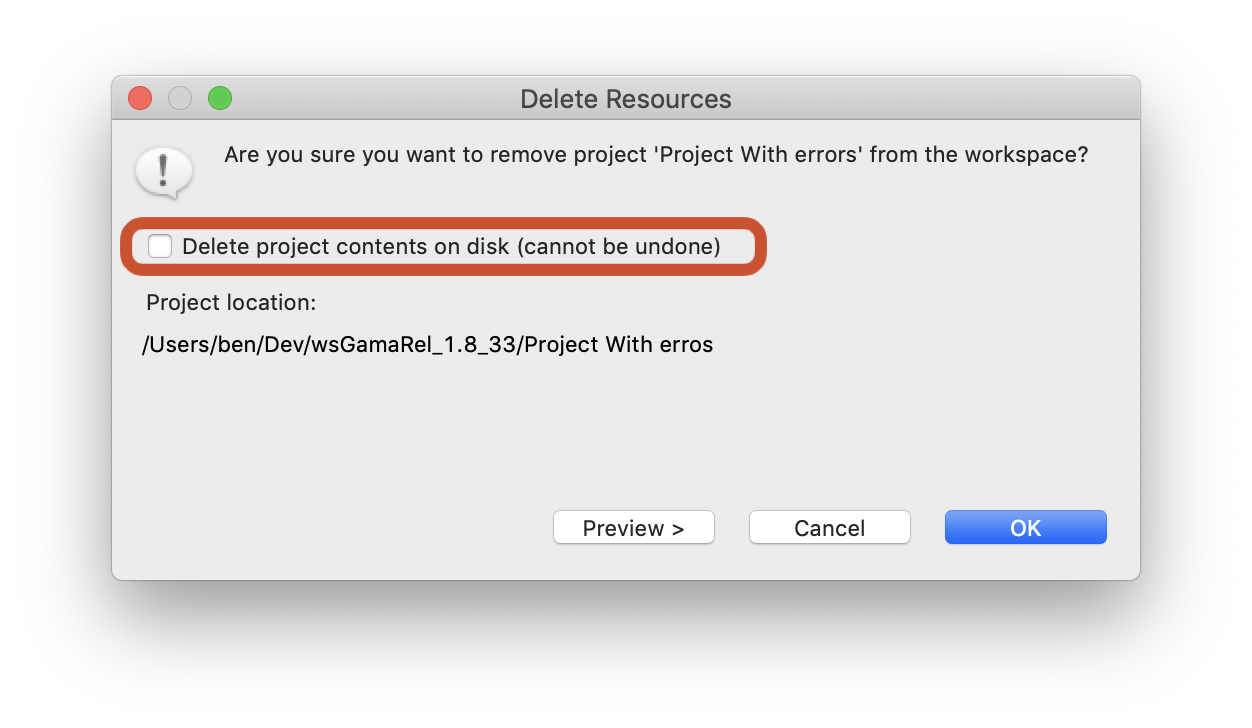 Delete Resources
Are you sure you want to remove project 'Project With errors' from the workspace?
Delete project contents on disk (cannot be undone)
Project location:
/Users/ben/Dev/wsGamaRel_1.8_33/Project With erros
Preview >
Cancel
OK